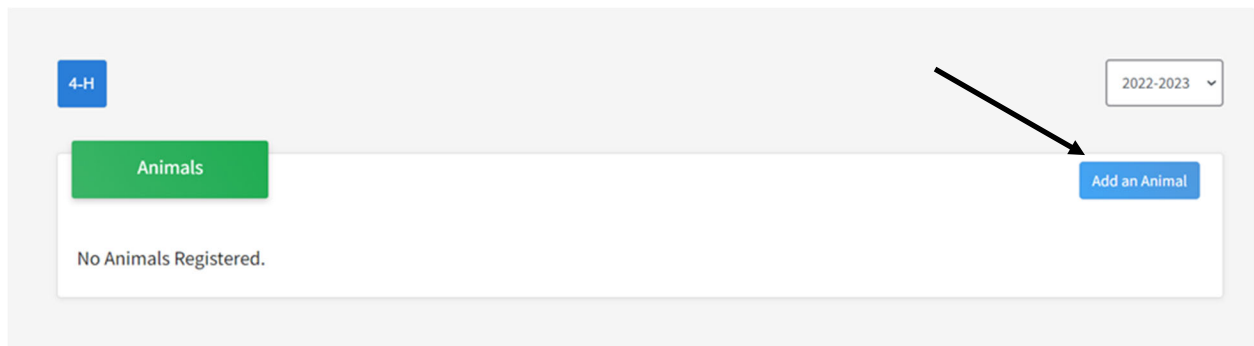 4-H
2022-2023
Animals
Add an Animal
No Animals Registered.